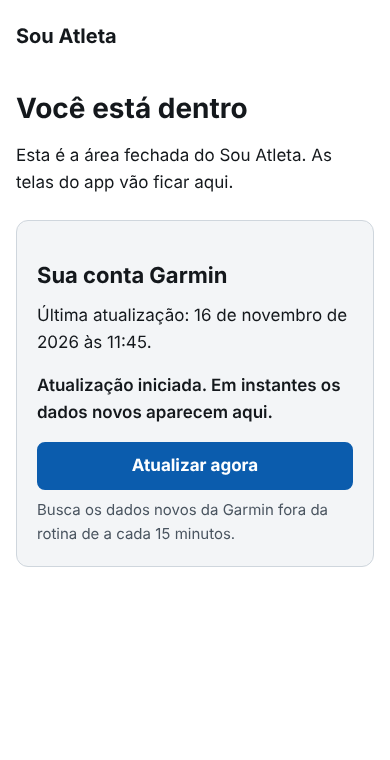 Sou Atleta
Você está dentro
Esta é a área fechada do Sou Atleta. As
telas do app vão ficar aqui.
Sua conta Garmin
Última atualização: 16 de novembro de
2026 às 11:45.
Atualização iniciada. Em instantes os
dados novos aparecem aqui.
Atualizar agora
Busca os dados novos da Garmin fora da
rotina de a cada 15 minutos.